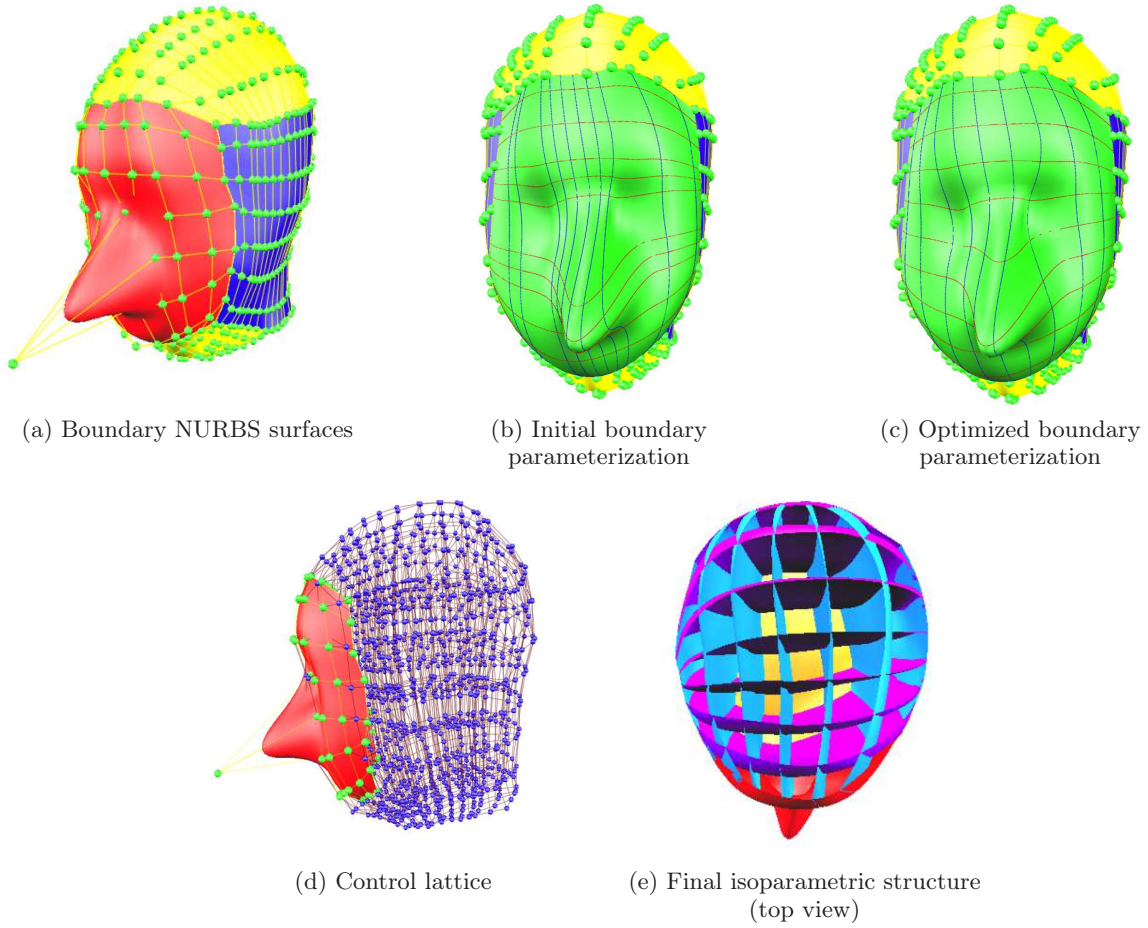 (a) Boundary NURBS surfaces
(b) Initial boundary
parameterization
(c) Optimized boundary
parameterization
(d) Control lattice
(e) Final isoparametric structure
(top view)